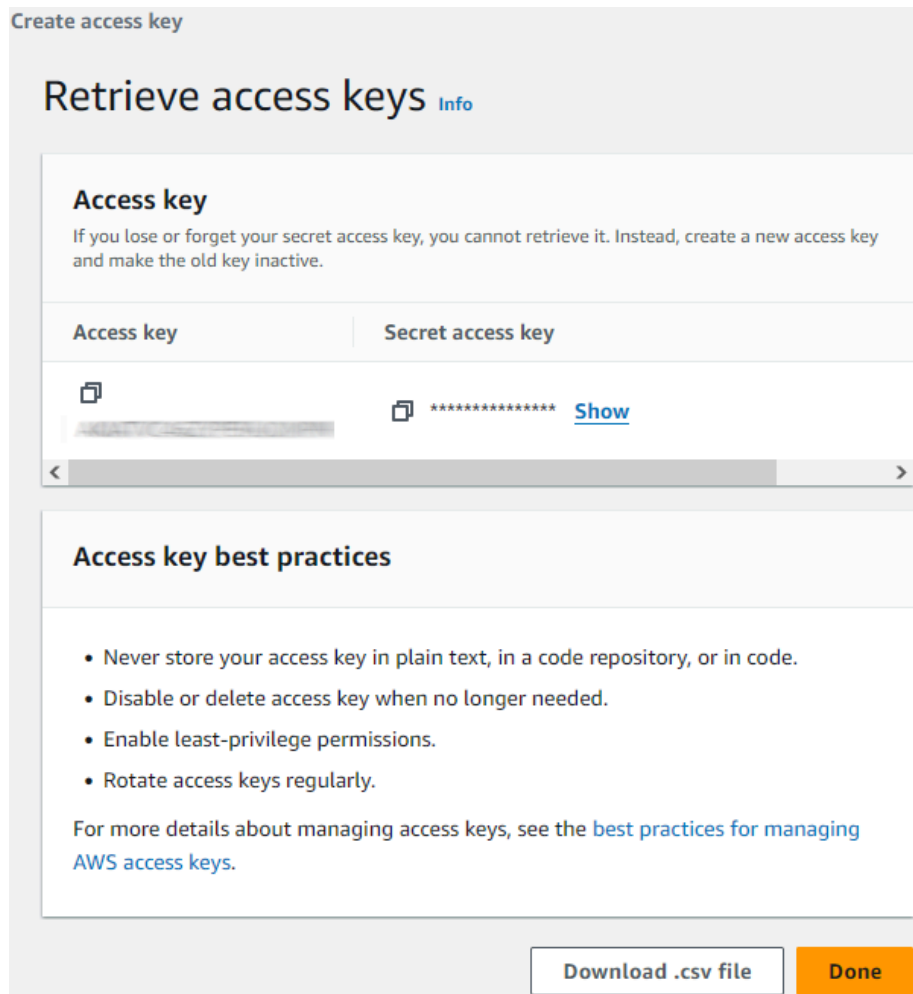 Create access key
Retrieve access keys Info
Access key
If you lose or forget your secret access key, you cannot retrieve it. Instead, create a new access key
and make the old key inactive.
Access key Secret access key
*************** Show
Access key best practices
• Never store your access key in plain text, in a code repository, or in code.
• Disable or delete access key when no longer needed.
• Enable least-privilege permissions.
• Rotate access keys regularly.
For more details about managing access keys, see the best practices for managing
AWS access keys.
Download .csv file Done